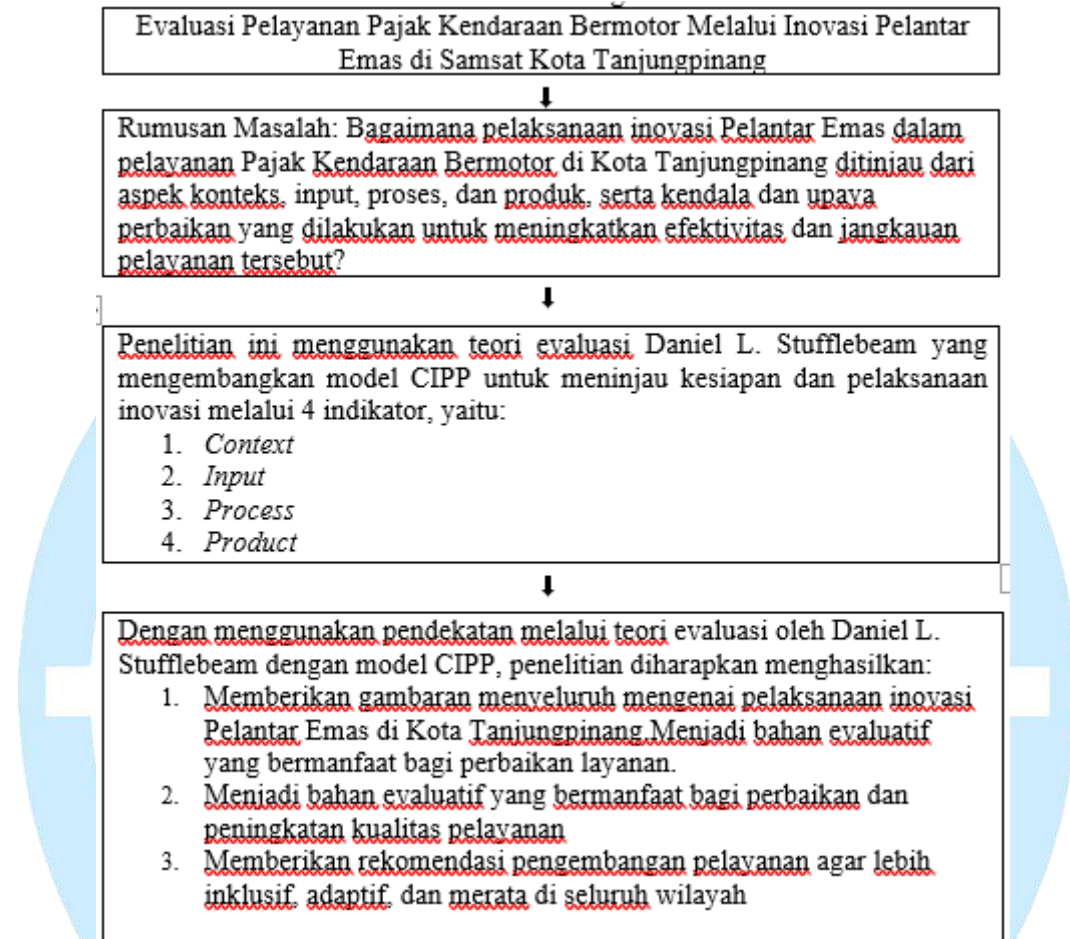 Evaluasi Pelayanan Pajak Kendaraan Bermotor Melalui Inovasi Pelantar
Emas di Samsat Kota Tanjungpinang
Rumusan Masalah: Bagaimana pelaksanaan inovasi Pelantar Emas dalam
pelayanan Pajak Kendaraan Bermotor di Kota Tanjungpinang ditinjau dari
aspek konteks, input, proses, dan produk, serta kendala dan upaya
perbaikan yang dilakukan untuk meningkatkan efektivitas dan jangkauan
pelayanan tersebut?
Penelitian ini menggunakan teori evaluasi Daniel L. Stufflebeam yang
mengembangkan model CIPP untuk meninjau kesiapan dan pelaksanaan
inovasi melalui 4 indikator, yaitu:
1. Context
2. Input
3. Process
4. Product
Dengan menggunakan pendekatan melalui teori evaluasi oleh Daniel L.
Stufflebeam dengan model CIPP, penelitian diharapkan menghasilkan:
1. Memberikan gambaran menyeluruh mengenai pelaksanaan inovasi
Pelantar Emas di Kota Tanjungpinang.Menjadi bahan evaluatif
yang bermanfaat bagi perbaikan layanan.
2. Menjadi bahan evaluatif yang bermanfaat bagi perbaikan dan
peningkatan kualitas pelayanan
3. Memberikan rekomendasi pengembangan pelayanan agar lebih
inklusif, adaptif, dan merata di seluruh wilayah